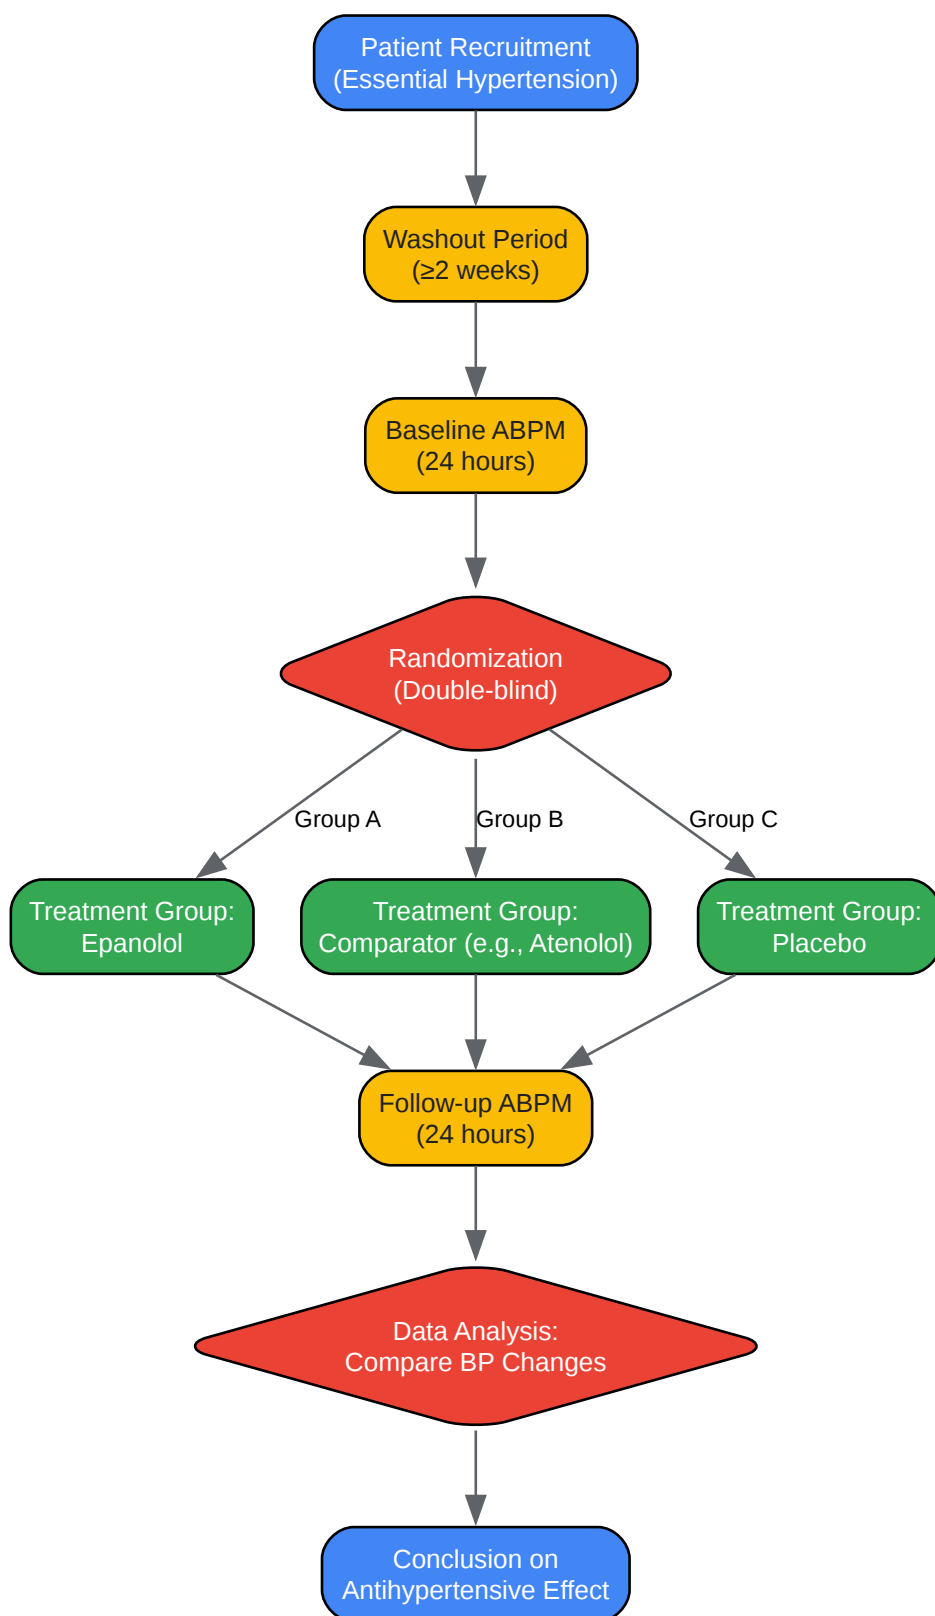 Patient Recruitment
(Essential Hypertension)
Washout Period
(≥2 weeks)
Baseline ABPM
(24 hours)
Randomization
(Double-blind)
Group A
Group B
Group C
Treatment Group:
Epanolol
Treatment Group:
Comparator (e.g., Atenolol)
Treatment Group:
Placebo
Follow-up ABPM
(24 hours)
Data Analysis:
Compare BP Changes
Conclusion on
Antihypertensive Effect